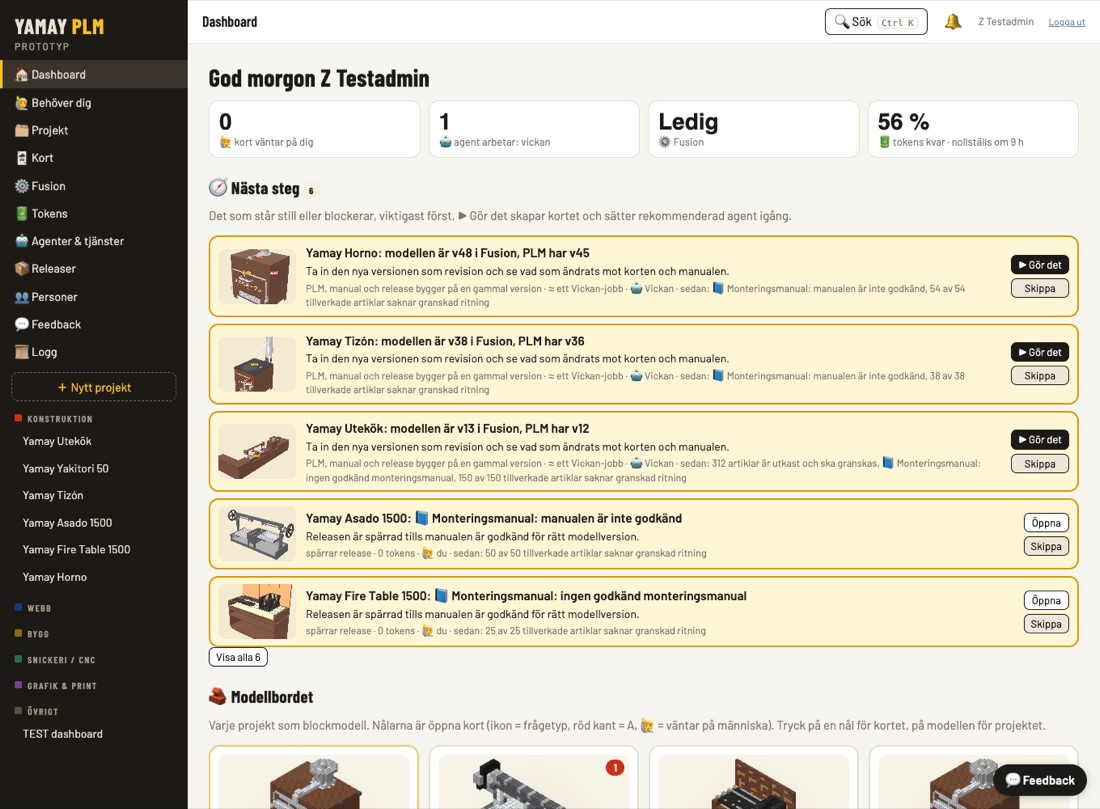 YAMAY PLM
PROTOTYP
Dashboard
Behöver dig
Projekt
Kort
Fusion
Tokens
Agenter & tjänster
Releaser
Personer
Feedback
Logg
+ Nytt projekt
KONSTRUKTION
Yamay Utekök
Yamay Yakitori 50
Yamay Tizón
Yamay Asado 1500
Yamay Fire Table 1500
Yamay Horno
WEBB
BYGG
SNICKERI / CNC
GRAFIK & PRINT
ÖVRIGT
TEST dashboard
Dashboard
Sök Ctrl K
Z Testadmin
Logga ut
God morgon Z Testadmin
0
kort väntar på dig
1
agent arbetar: vickan
Ledig
Fusion
56 %
tokens kvar · nollställs om 9 h
Nästa steg 6
Det som står still eller blockerar, viktigast först. ▶ Gör det skapar kortet och sätter rekommenderad agent igång.
Yamay Horno: modellen är v48 i Fusion, PLM har v45
Ta in den nya versionen som revision och se vad som ändrats mot korten och manualen.
PLM, manual och release bygger på en gammal version · ≈ ett Vickan-jobb · Vickan · sedan: Monteringsmanual: manualen är inte godkänd, 54 av 54
tillverkade artiklar saknar granskad ritning
▶ Gör det
Skippa
Yamay Tizón: modellen är v38 i Fusion, PLM har v36
Ta in den nya versionen som revision och se vad som ändrats mot korten och manualen.
PLM, manual och release bygger på en gammal version · ≈ ett Vickan-jobb · Vickan · sedan: Monteringsmanual: manualen är inte godkänd, 38 av 38
tillverkade artiklar saknar granskad ritning
▶ Gör det
Skippa
Yamay Utekök: modellen är v13 i Fusion, PLM har v12
Ta in den nya versionen som revision och se vad som ändrats mot korten och manualen.
PLM, manual och release bygger på en gammal version · ≈ ett Vickan-jobb · Vickan · sedan: 312 artiklar är utkast och ska granskas, Monteringsmanual:
ingen godkänd monteringsmanual, 150 av 150 tillverkade artiklar saknar granskad ritning
▶ Gör det
Skippa
Yamay Asado 1500: Monteringsmanual: manualen är inte godkänd
Releasen är spärrad tills manualen är godkänd för rätt modellversion.
spärrar release · 0 tokens · du · sedan: 50 av 50 tillverkade artiklar saknar granskad ritning
Öppna
Skippa
Yamay Fire Table 1500: Monteringsmanual: ingen godkänd monteringsmanual
Releasen är spärrad tills manualen är godkänd för rätt modellversion.
spärrar release · 0 tokens · du · sedan: 25 av 25 tillverkade artiklar saknar granskad ritning
Öppna
Skippa
Visa alla 6
Modellbordet
Varje projekt som blockmodell. Nålarna är öppna kort (ikon = frågetyp, röd kant = A, = väntar på människa). Tryck på en nål för kortet, på modellen för projektet.
1
Feedback